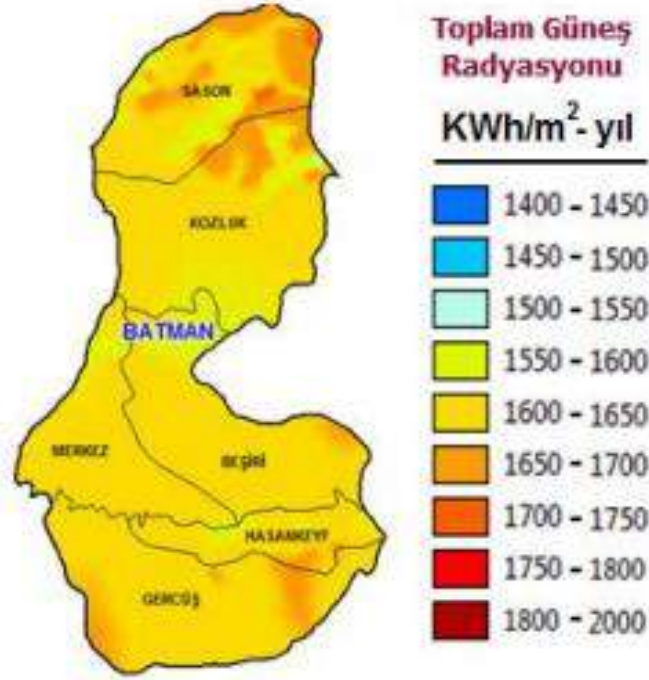 Toplam Güneş
Radyasyonu
KWh/m²- yıl
1400 - 1450
1450 - 1500
1500 - 1550
1550 - 1600
1600 - 1650
1650 - 1700
1700 - 1750
1750 - 1800
1800 - 2000
SASON
KOZLUK
BATMAN
MERKEZ
BEŞİRİ
HASANKEYF
GERCÜŞ